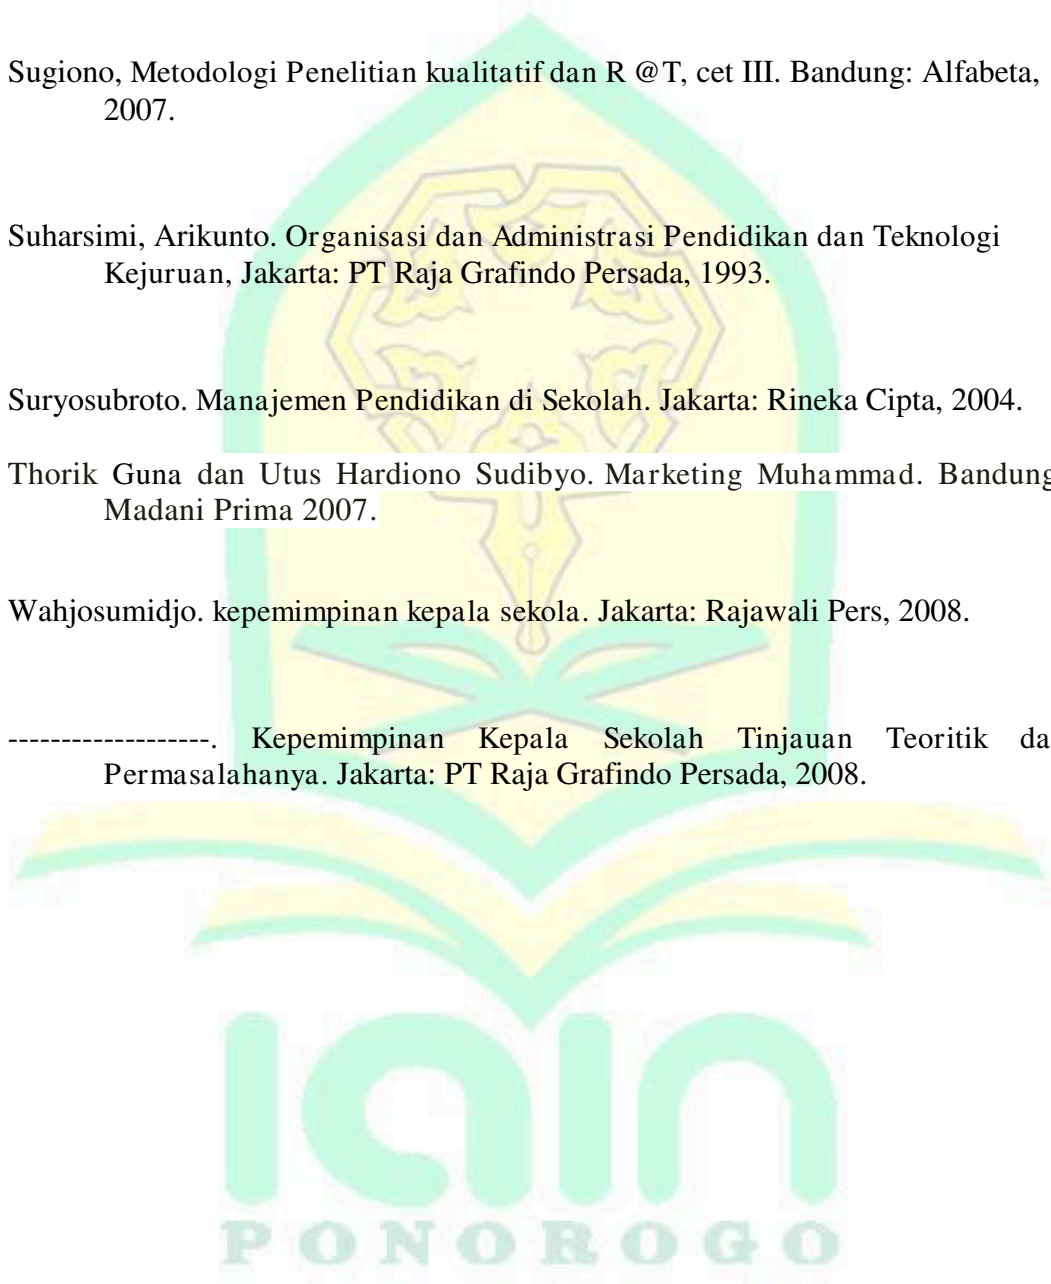 Sugiono, Metodologi Penelitian kualitatif dan R @T, cet III. Bandung: Alfabeta,
2007.
Suharsimi, Arikunto. Organisasi dan Administrasi Pendidikan dan Teknologi
Kejuruan, Jakarta: PT Raja Grafindo Persada, 1993.
Suryosubroto. Manajemen Pendidikan di Sekolah. Jakarta: Rineka Cipta, 2004.
Thorik Guna dan Utus Hardiono Sudibyo. Marketing Muhammad. Bandung
Madani Prima 2007.
Wahjosumidjo. kepemimpinan kepala sekola. Jakarta: Rajawali Pers, 2008.
-------------------. Kepemimpinan Kepala Sekolah Tinjauan Teoritik da
Permasalahanya. Jakarta: PT Raja Grafindo Persada, 2008.
iain
PONOROGO